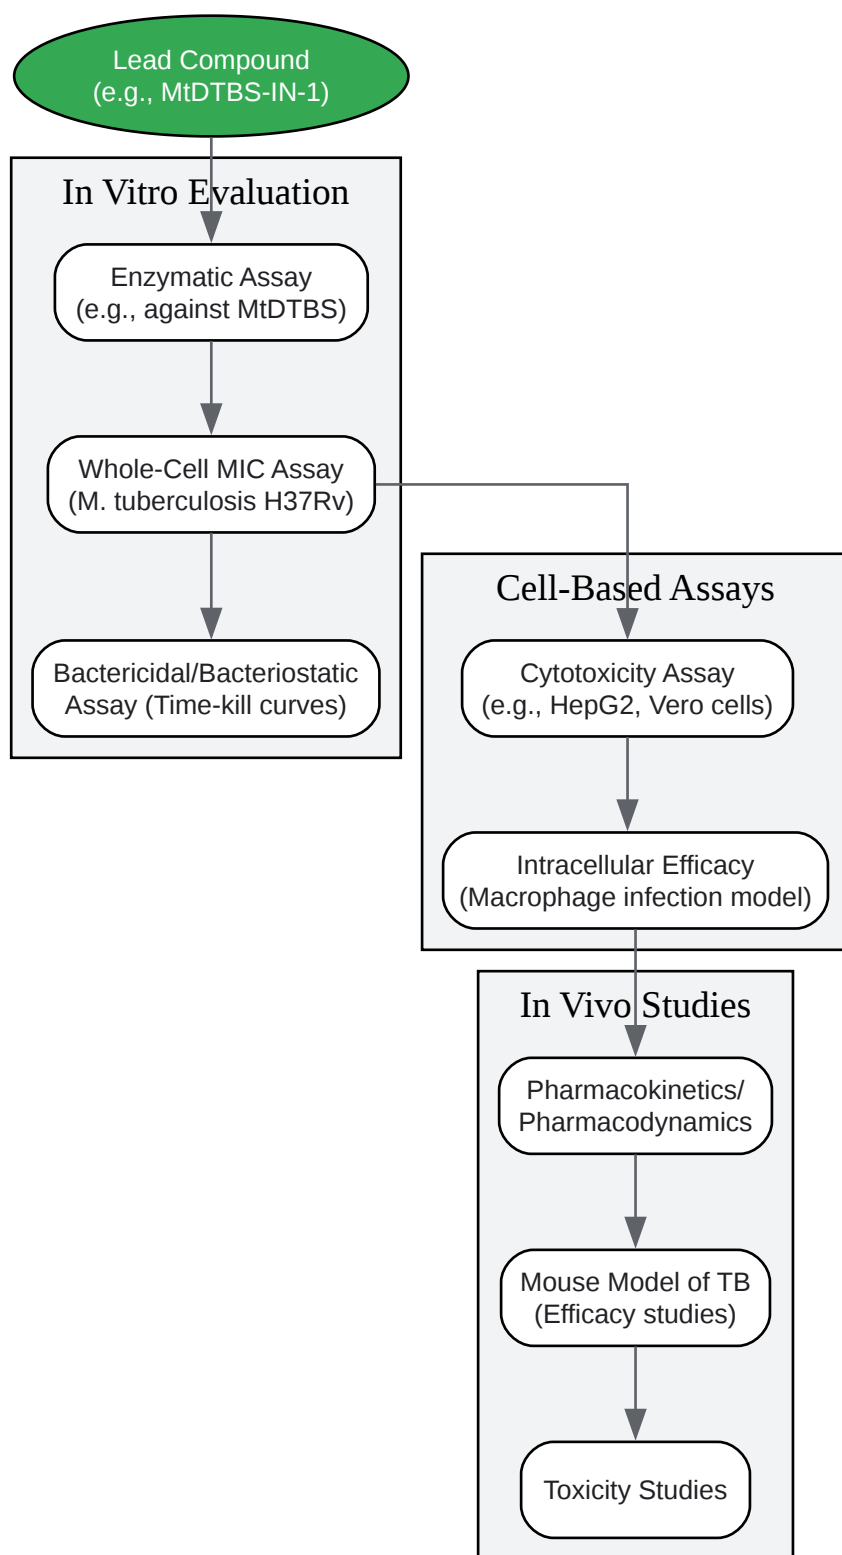 Lead Compound
(e.g., MtDTBS-IN-1)
In Vitro Evaluation
Enzymatic Assay
(e.g., against MtDTBS)
Whole-Cell MIC Assay
(M. tuberculosis H37Rv)
Bactericidal/Bacteriostatic
Assay (Time-kill curves)
Cell-Based Assays
Cytotoxicity Assay
(e.g., HepG2, Vero cells)
Intracellular Efficacy
(Macrophage infection model)
In Vivo Studies
Pharmacokinetics/
Pharmacodynamics
Mouse Model of TB
(Efficacy studies)
Toxicity Studies